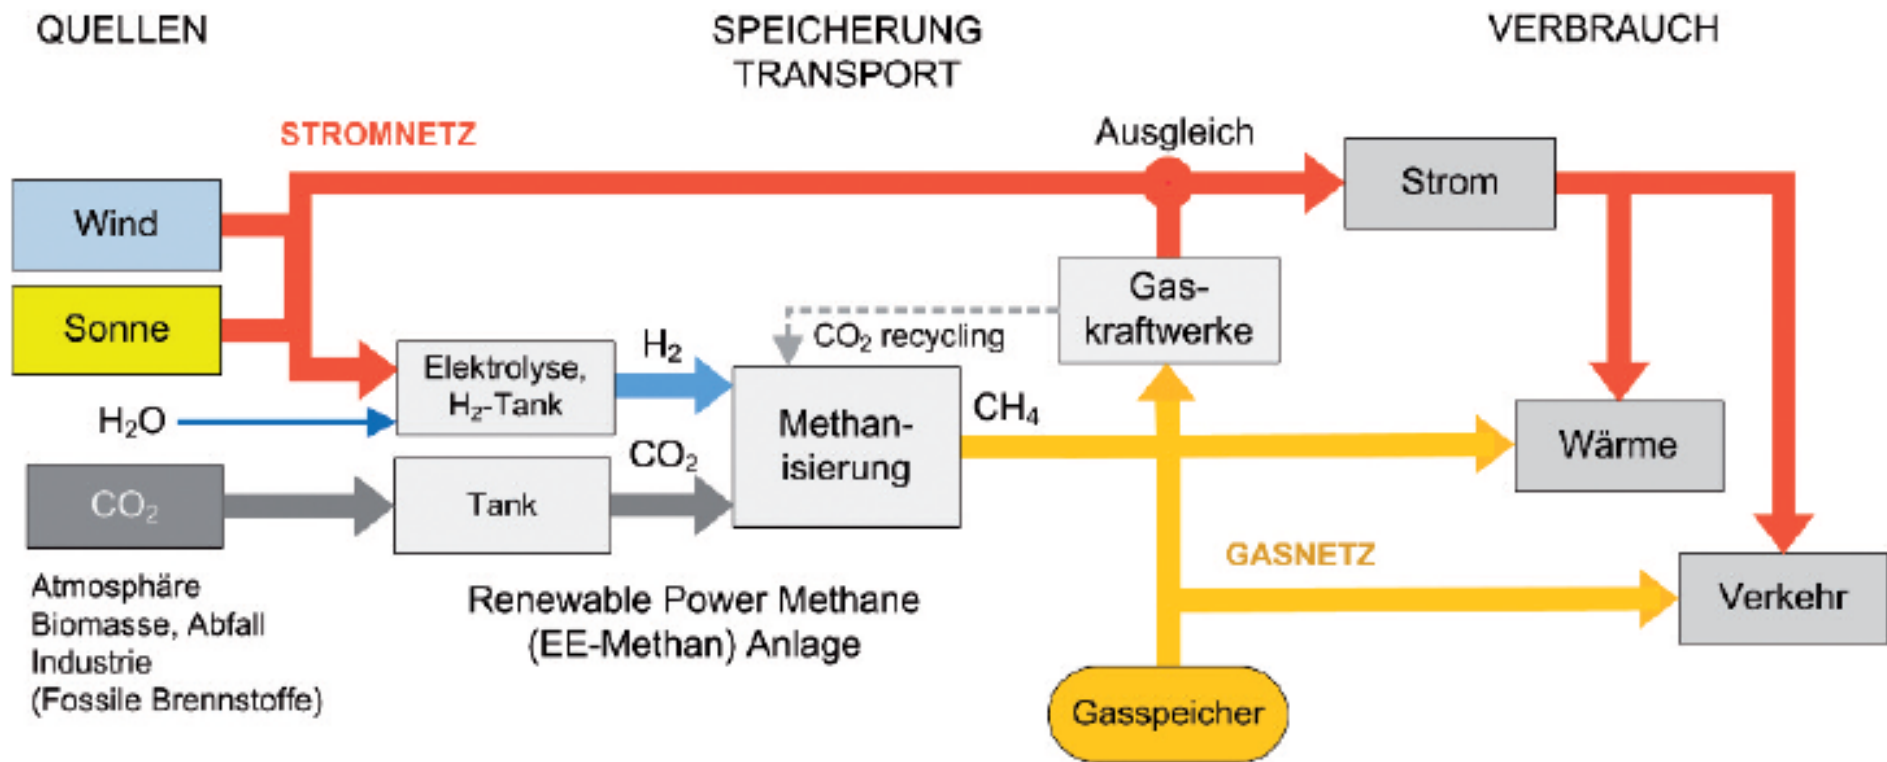 QUELLEN
SPEICHERUNG
TRANSPORT
VERBRAUCH
STROMNETZ
Ausgleich
Wind
Strom
Sonne
Gas-
kraftwerke
CO₂ recycling
H₂
Elektrolyse,
H₂-Tank
H₂O
Methan-
isierung
CH₄
Wärme
CO₂
CO₂
Tank
GASNETZ
Atmosphäre
Biomasse, Abfall
Industrie
(Fossile Brennstoffe)
Renewable Power Methane
(EE-Methan) Anlage
Verkehr
Gasspeicher